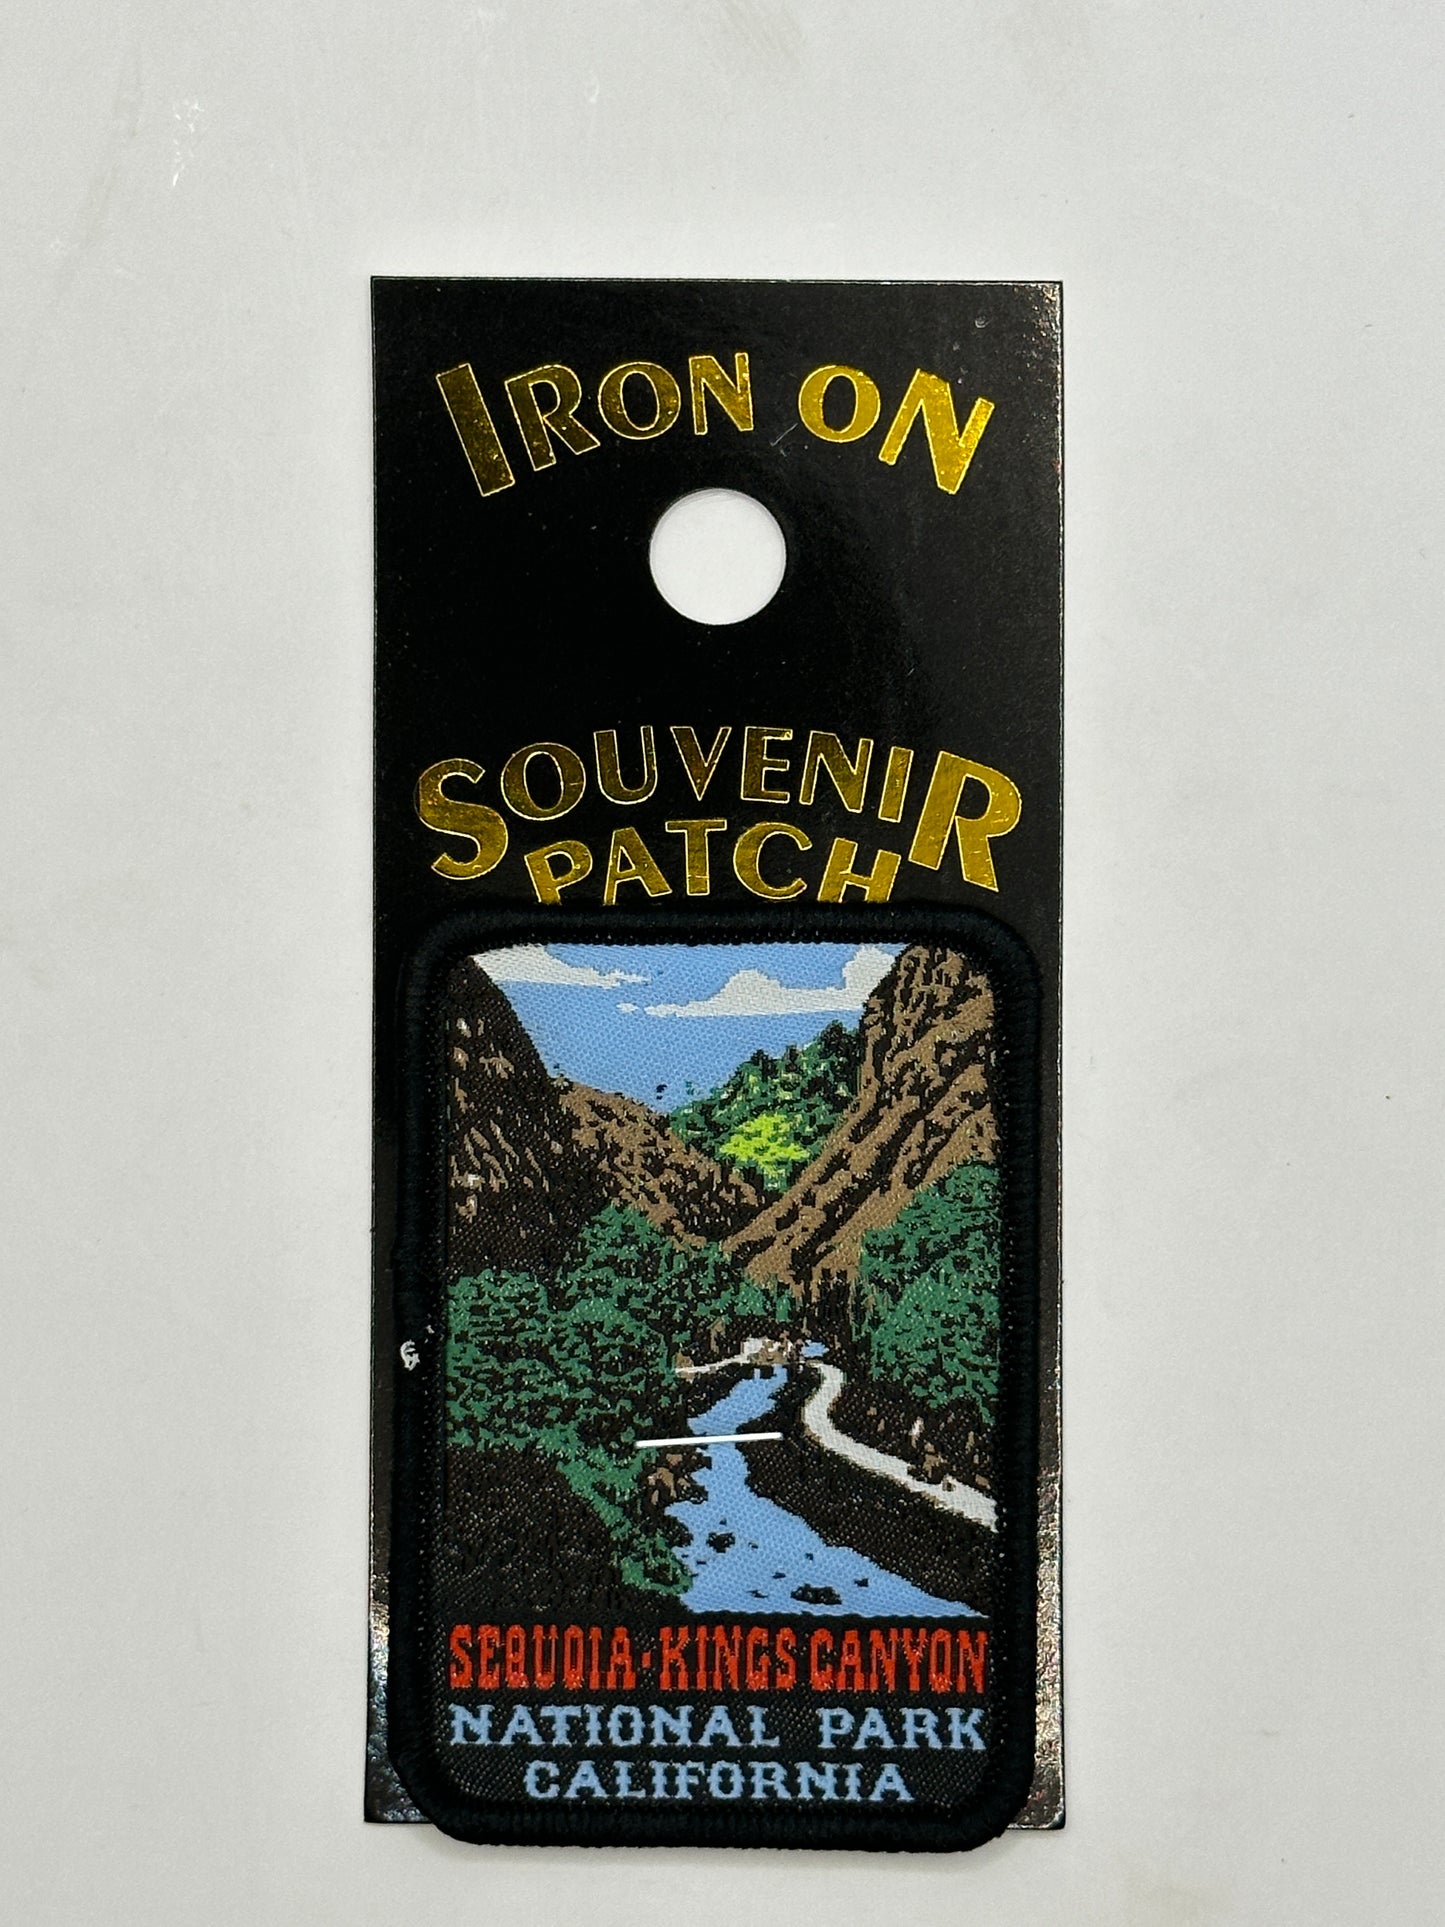 IRON ON
SOUVENIR
PATCH
SEQUOIA·KINGS CANYON
NATIONAL PARK
CALIFORNIA